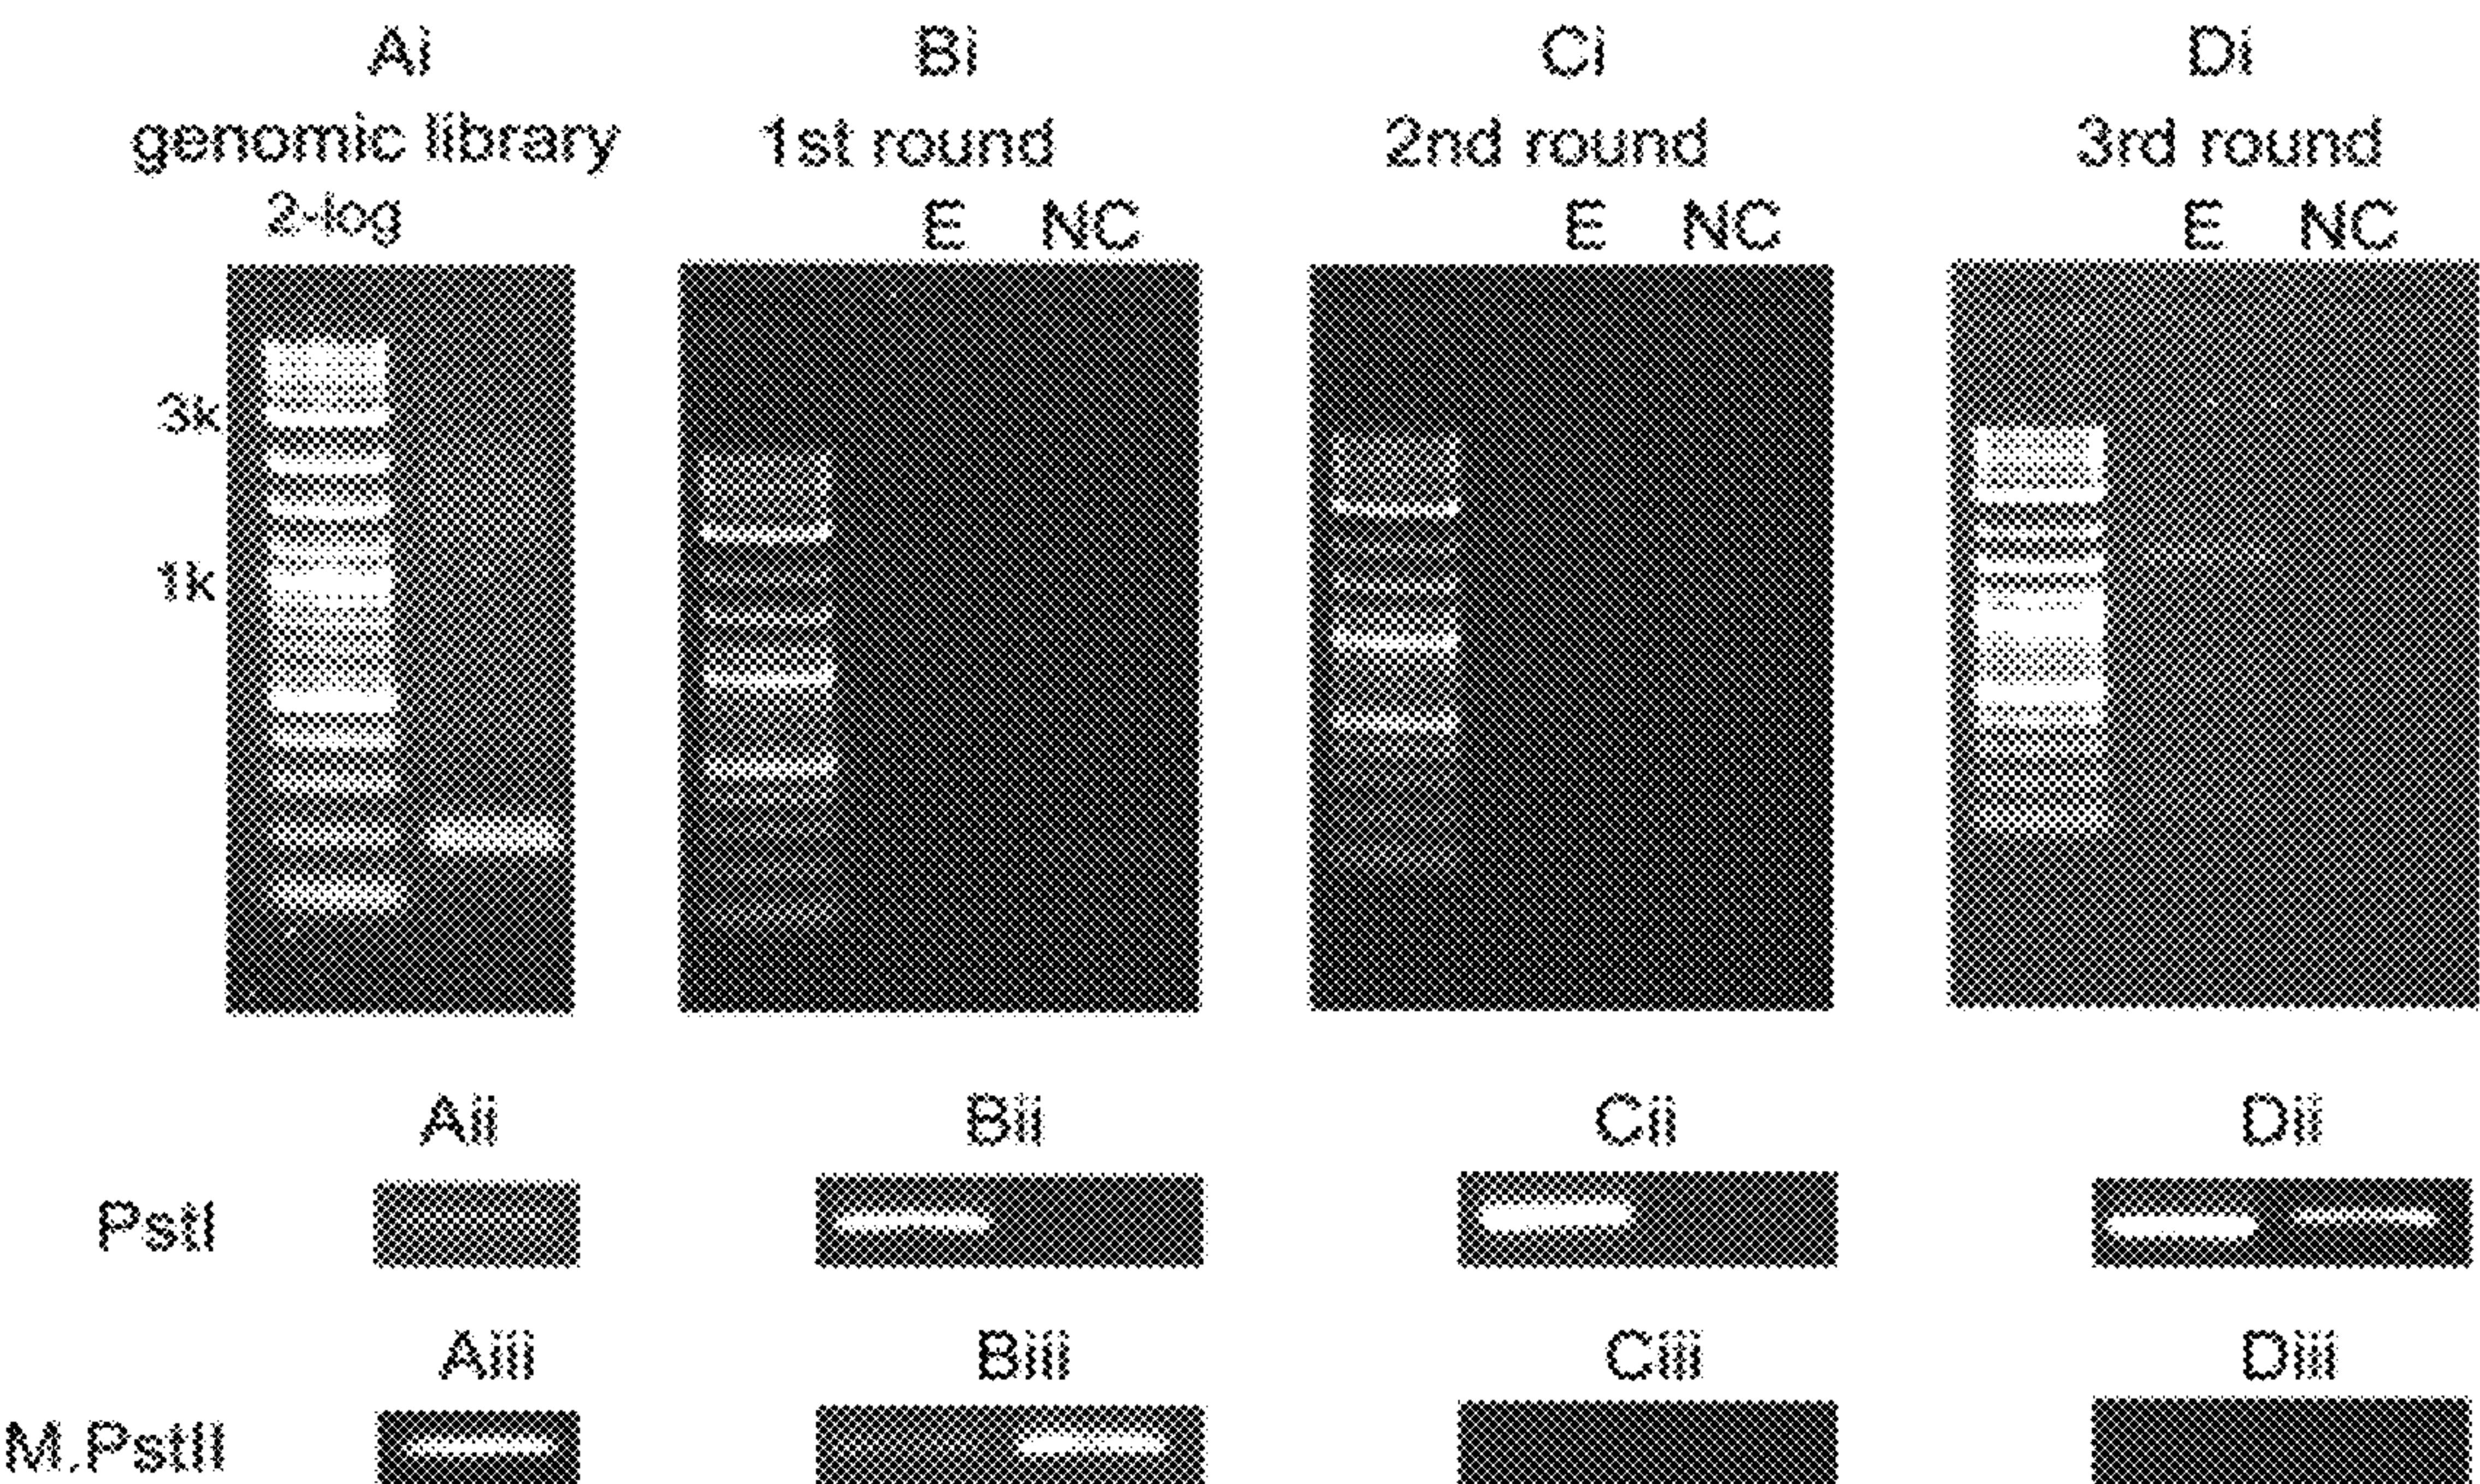 Ai Bi Ci Di
genomic library 1st round 2nd round 3rd round
2-log E NC E NC E NC
3k
1k
Aii Bii Cii Dii
PstI
Aiii Biii Ciii Diii
M.PstII